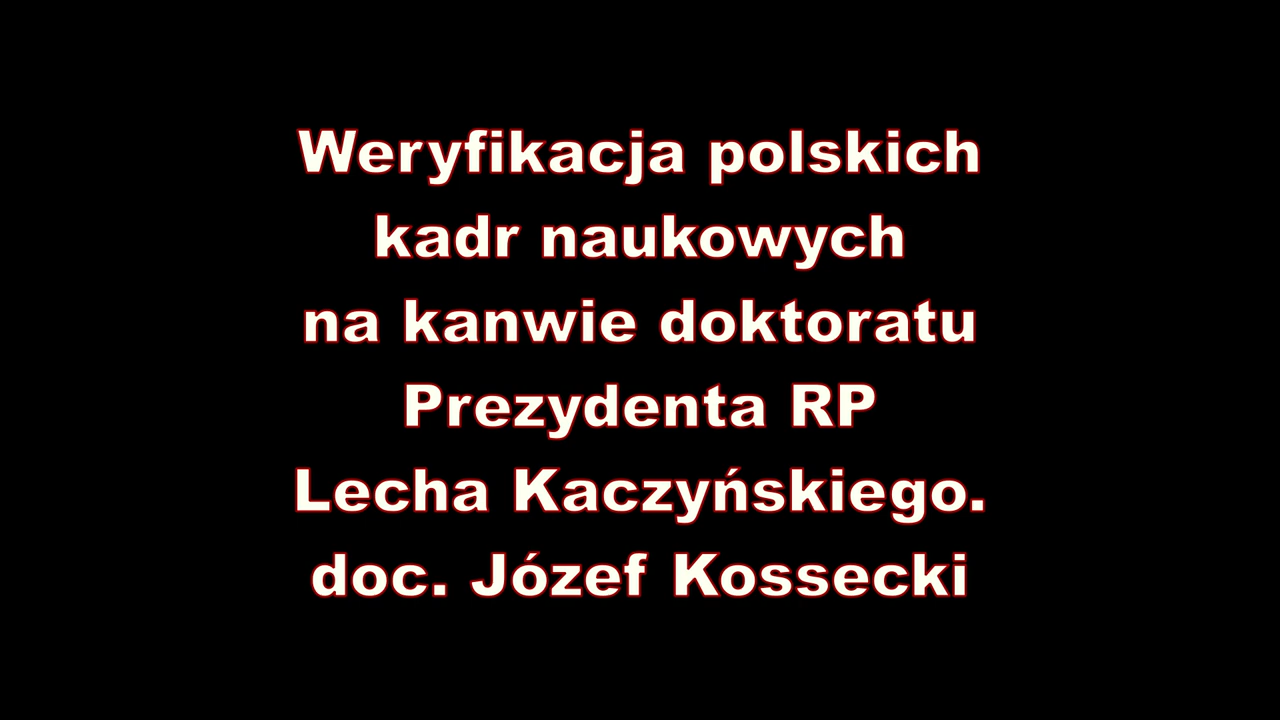 Weryfikacja polskich
kadr naukowych
na kanwie doktoratu
Prezydenta RP
Lecha Kaczyńskiego.
doc. Józef Kossecki